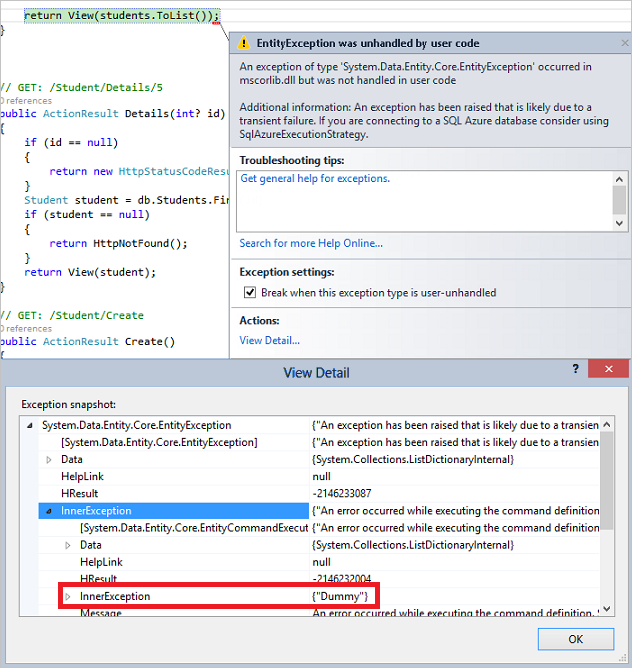 return View(students.ToList());
}
EntityException was unhandled by user code
An exception of type 'System.Data.Entity.Core.EntityException' occurred in
mscorlib.dll but was not handled in user code
Additional information: An exception has been raised that is likely due to a
transient failure. If you are connecting to a SQL Azure database consider using
SqlAzureExecutionStrategy.
Troubleshooting tips:
Get general help for exceptions.
Search for more Help Online...
Exception settings:
Break when this exception type is user-unhandled
Actions:
View Detail...
// GET: /Student/Details/5
0 references
public ActionResult Details(int? id)
{
if (id == null)
{
return new HttpStatusCodeResu
}
Student student = db.Students.Fin
if (student == null)
{
return HttpNotFound();
}
return View(student);
}
// GET: /Student/Create
0 references
public ActionResult Create()
{
View Detail
?
Exception snapshot:
System.Data.Entity.Core.EntityException {"An exception has been raised that is likely due to a transien
[System.Data.Entity.Core.EntityException] {"An exception has been raised that is likely due to a transien
Data {System.Collections.ListDictionaryInternal}
HelpLink null
HResult -2146233087
InnerException {"An error occurred while executing the command definition
[System.Data.Entity.Core.EntityCommandExecut {"An error occurred while executing the command definition
Data {System.Collections.ListDictionaryInternal}
HelpLink null
HResult -2146232004
InnerException {"Dummy"}
Message An error occurred while executing the command definition.
OK